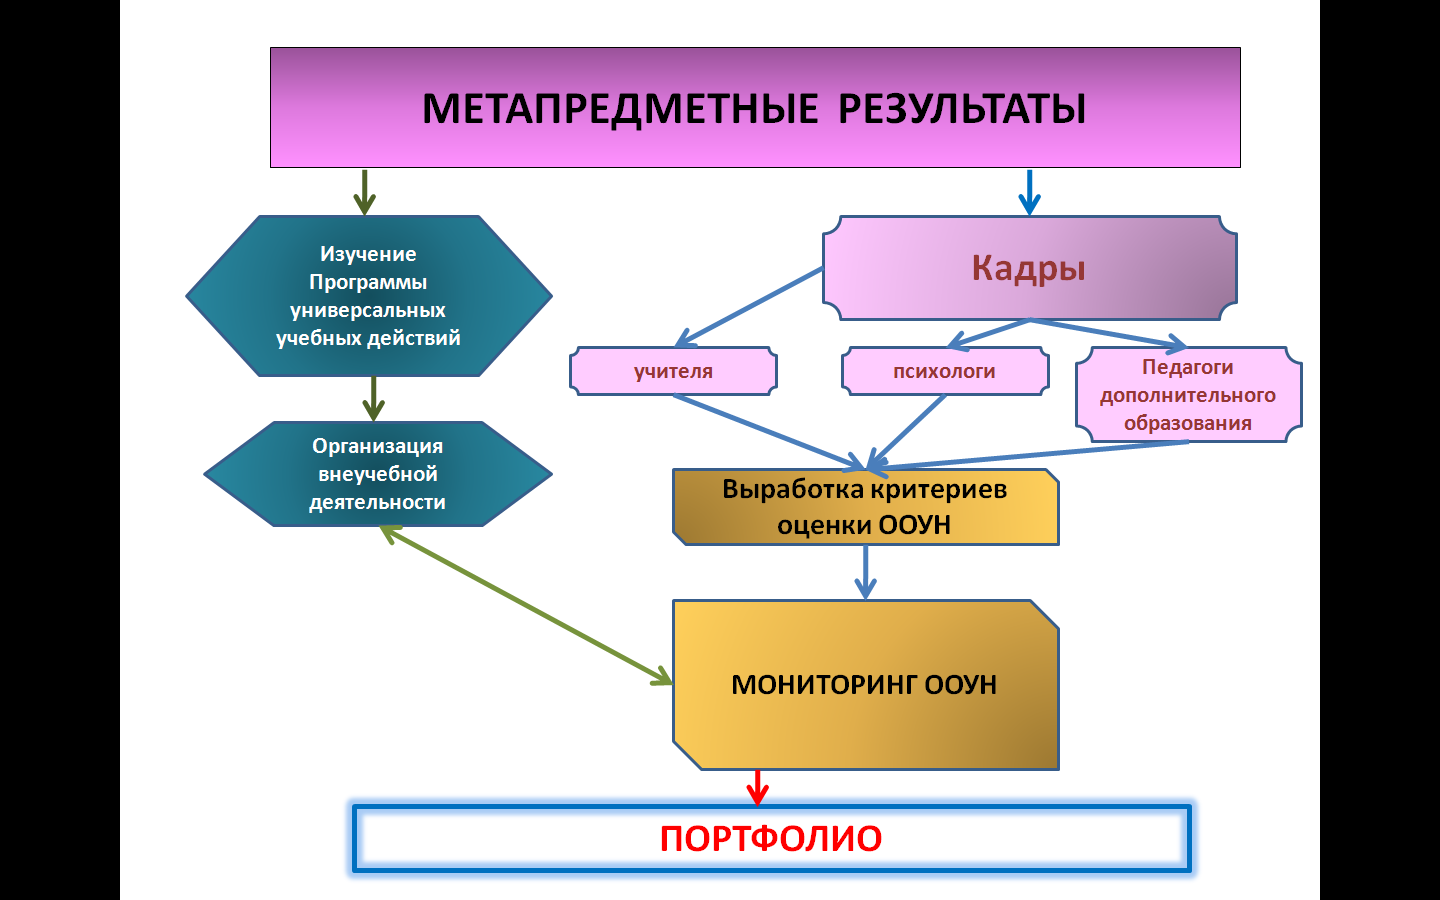 МЕТАПРЕДМЕТНЫЕ РЕЗУЛЬТАТЫ
Изучение
Программы
универсальных
учебных действий
Кадры
учителя
психологи
Педагоги
дополнительного
образования
Организация
внеучебной
деятельности
Выработка критериев
оценки ООУН
МОНИТОРИНГ ООУН
ПОРТФОЛИО